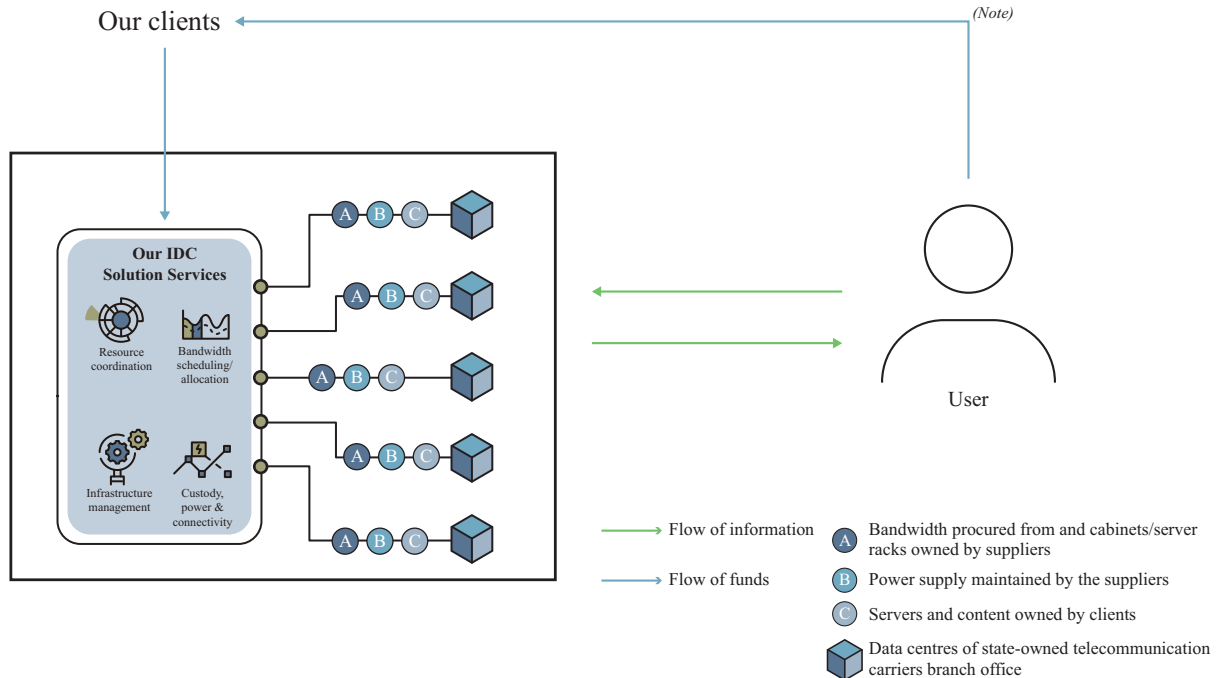 Our clients
(Note)
Our IDC
Solution Services
Resource
coordination
Bandwidth
scheduling/
allocation
Infrastructure
management
Custody,
power &
connectivity
A B C
A B C
A B C
A B C
A B C
User
Flow of information
Flow of funds
A Bandwidth procured from and cabinets/server
racks owned by suppliers
B Power supply maintained by the suppliers
C Servers and content owned by clients
Data centres of state-owned telecommunication
carriers branch office